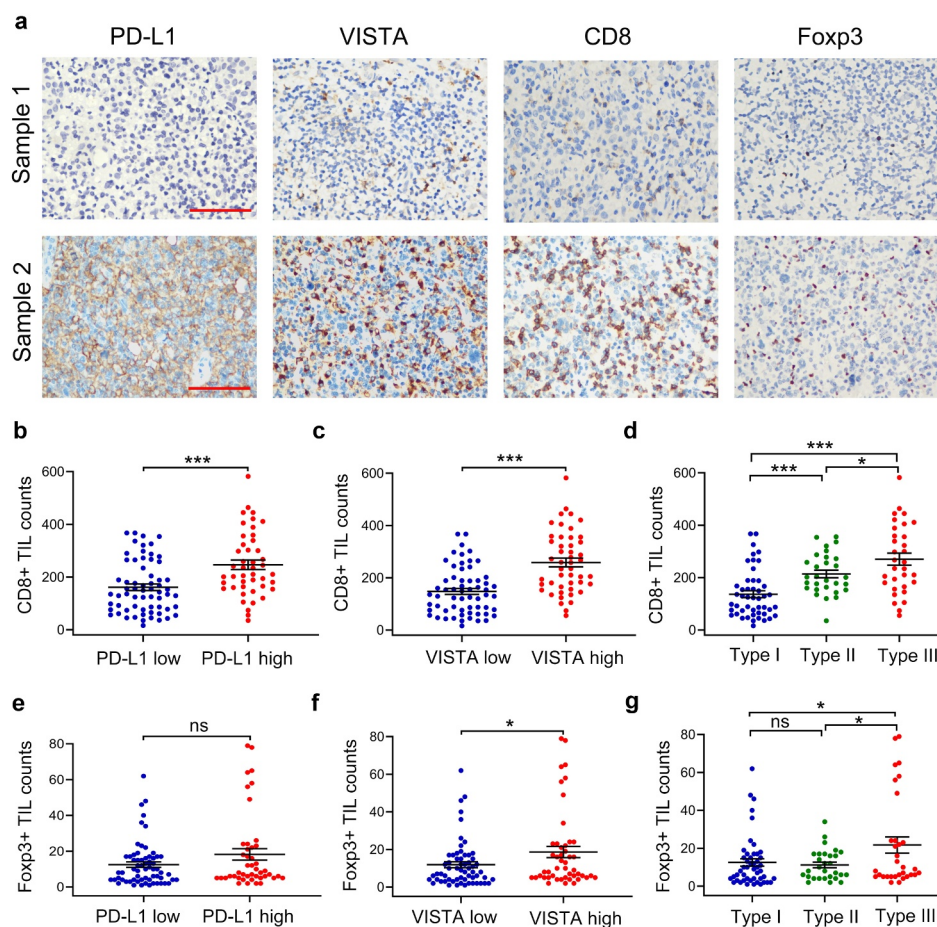 a
PD-L1 VISTA CD8 Foxp3
Sample 1
Sample 2
b c d
*** *** ***
*** *
CD8+ TIL counts
600
400
200
0
PD-L1 low PD-L1 high
CD8+ TIL counts
600
400
200
0
VISTA low VISTA high
CD8+ TIL counts
600
400
200
0
Type I Type II Type III
e f g
ns * *
ns *
Foxp3+ TIL counts
80
60
40
20
0
PD-L1 low PD-L1 high
Foxp3+ TIL counts
80
60
40
20
0
VISTA low VISTA high
Foxp3+ TIL counts
80
60
40
20
0
Type I Type II Type III